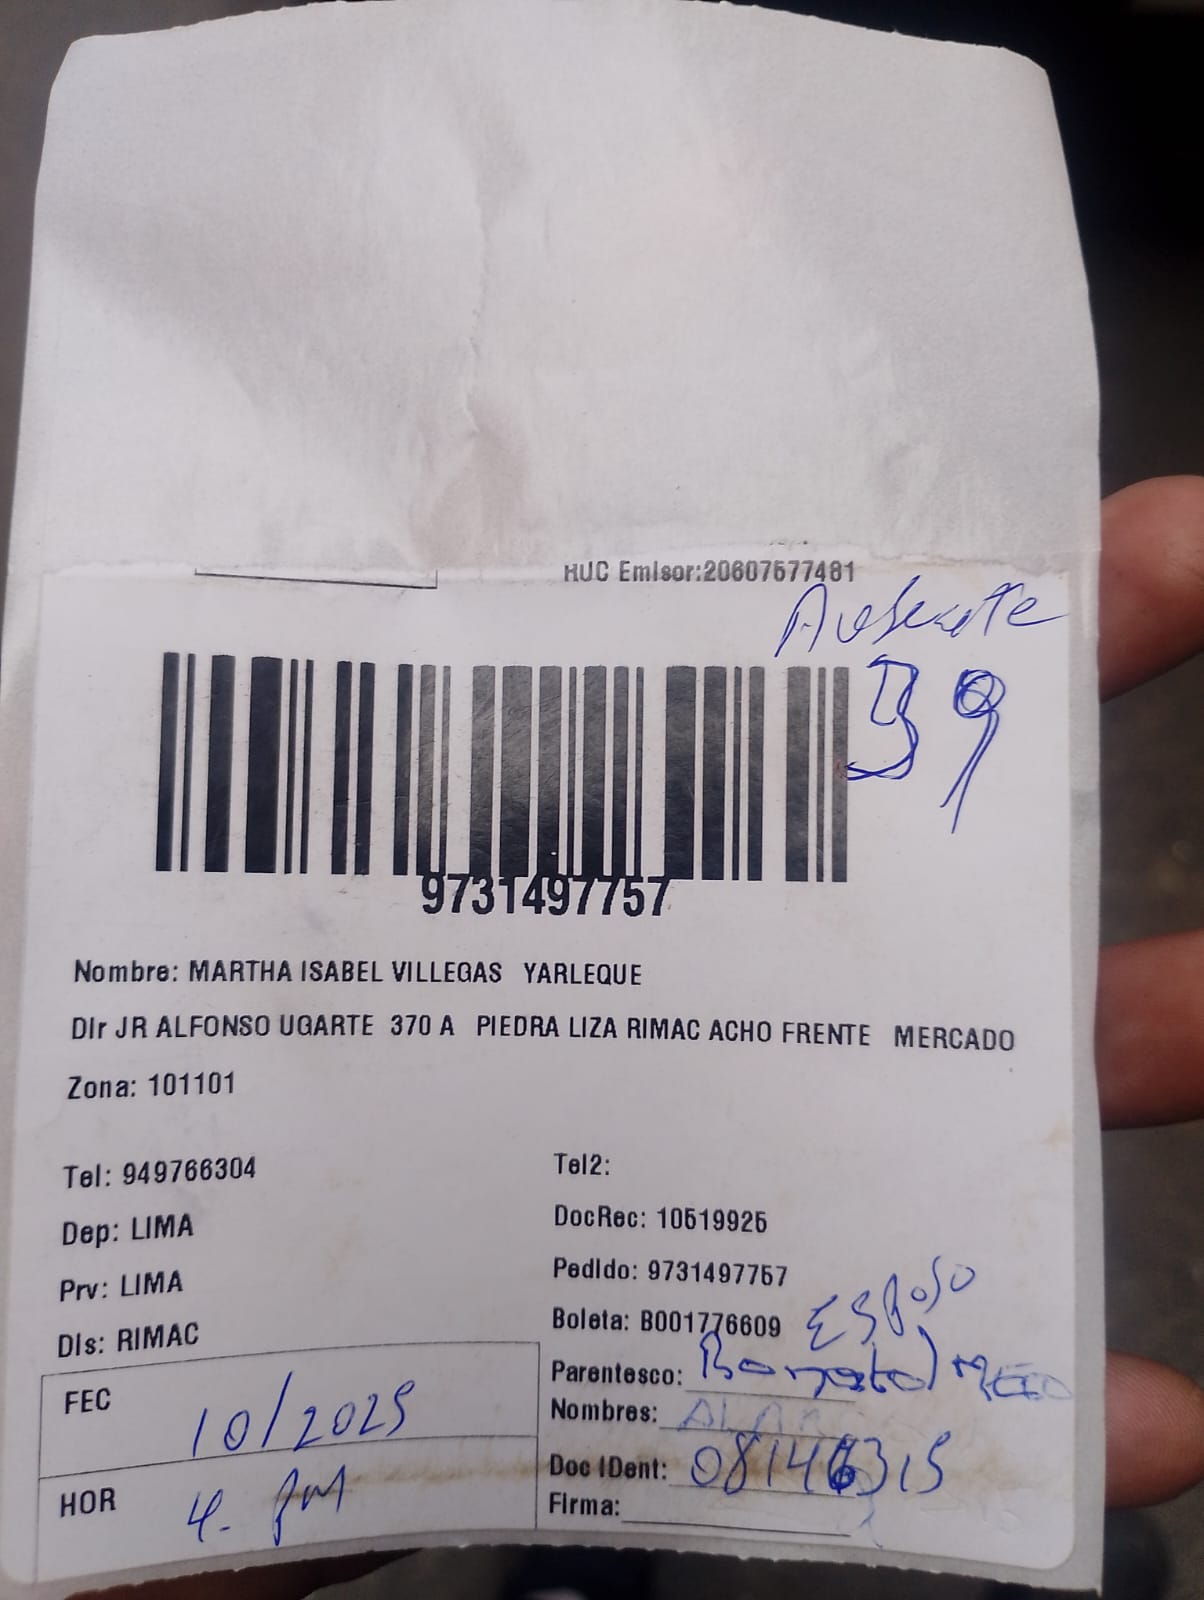 RUC Emisor:20607577481
Ausente
39
9731497757
Nombre: MARTHA ISABEL VILLEGAS YARLEQUE
Dir JR ALFONSO UGARTE 370 A PIEDRA LIZA RIMAC ACHO FRENTE MERCADO
Zona: 101101
Tel: 949766304
Tel2:
Dep: LIMA
DocRec: 10519925
Prv: LIMA
Pedido: 9731497757
Dis: RIMAC
Boleta: B001776609 ESPOSO
Parentesco:
Nombres:
FEC 10/2025
Doc IDent: 08146315
HOR 4. pm
Firma: